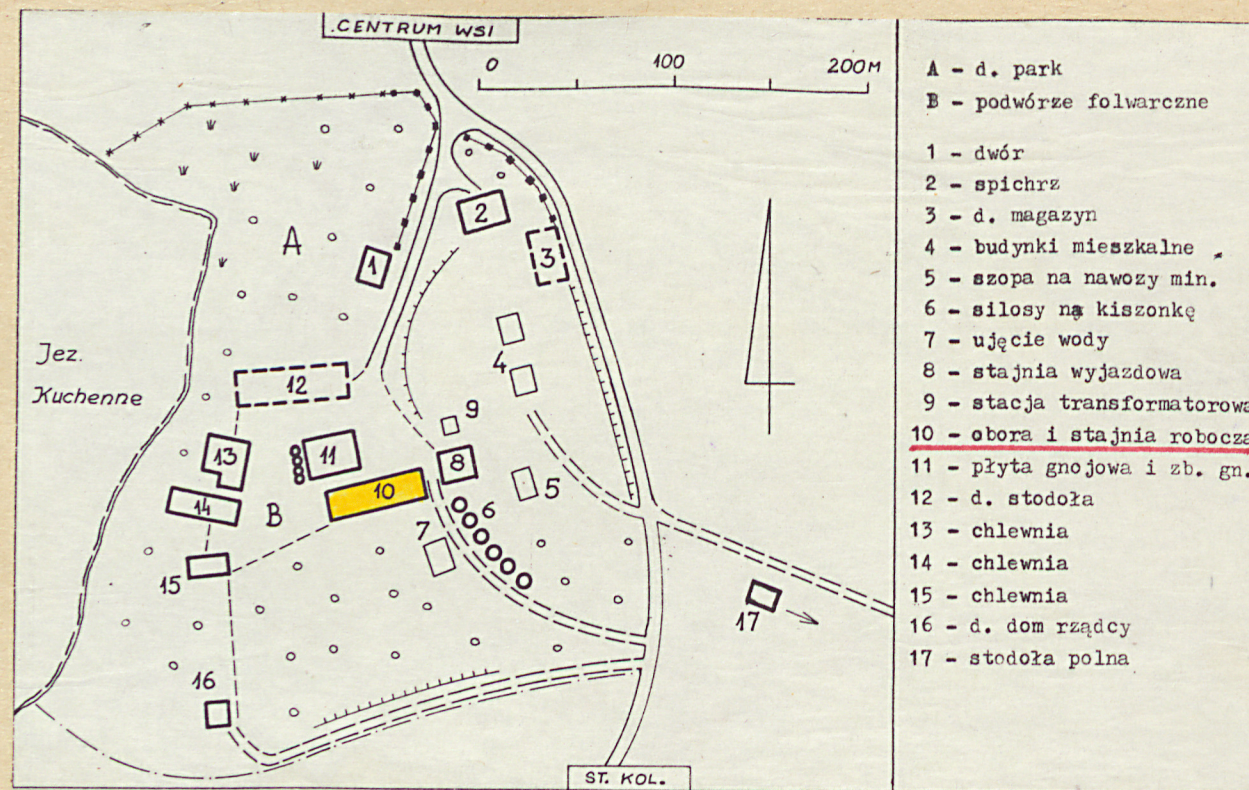 CENTRUM WSI
0 100 200M
A
1
2
3
4
Jez.
Kuchenne
12
9
13
11
8
10
5
14
B
6
7
15
17
16
ST. KOL.
A - d. park
B - podwórze folwarczne
1 - dwór
2 - spichrz
3 - d. magazyn
4 - budynki mieszkalne
5 - szopa na nawozy min.
6 - silosy na kiszonkę
7 - ujęcie wody
8 - stajnia wyjazdowa
9 - stacja transformatorowa
10 - obora i stajnia robocza
11 - płyta gnojowa i zb. gn.
12 - d. stodoła
13 - chlewnia
14 - chlewnia
15 - chlewnia
16 - d. dom rządcy
17 - stodoła polna